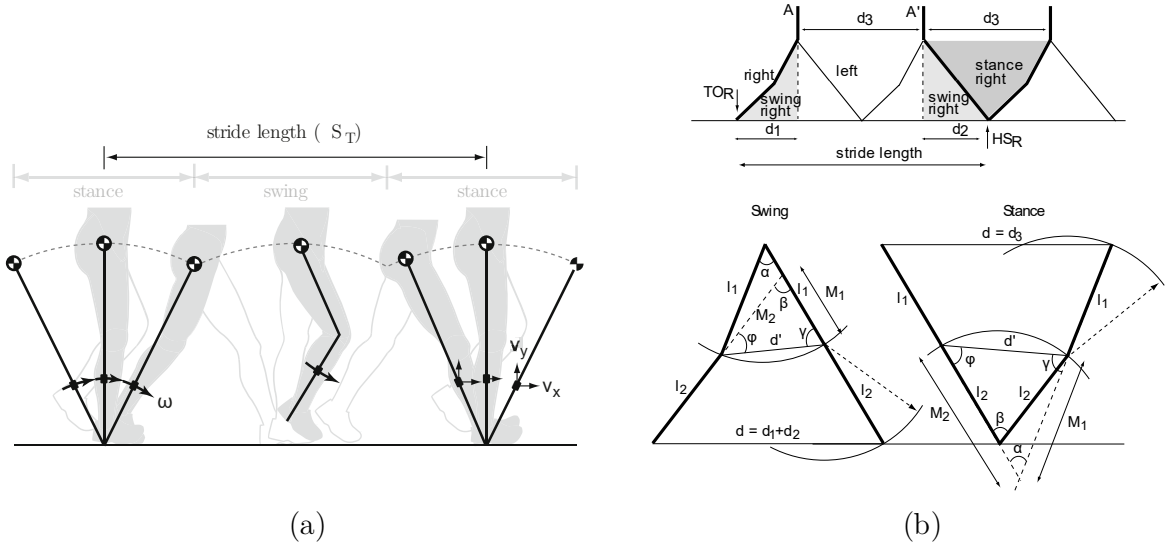 stride length ( S_T)
stance
swing
stance
ω
v_y
v_x
(a)
A
A'
d3
d3
right
left
stance
right
TO_R
swing
right
swing
right
d1
d2
HS_R
stride length
Swing
Stance
d = d3
α
l1
l1
M1
β
M2
φ
γ
d'
l2
l2
d = d1+d2
l1
l1
d'
φ
γ
l2
l2
M2
M1
β
α
(b)